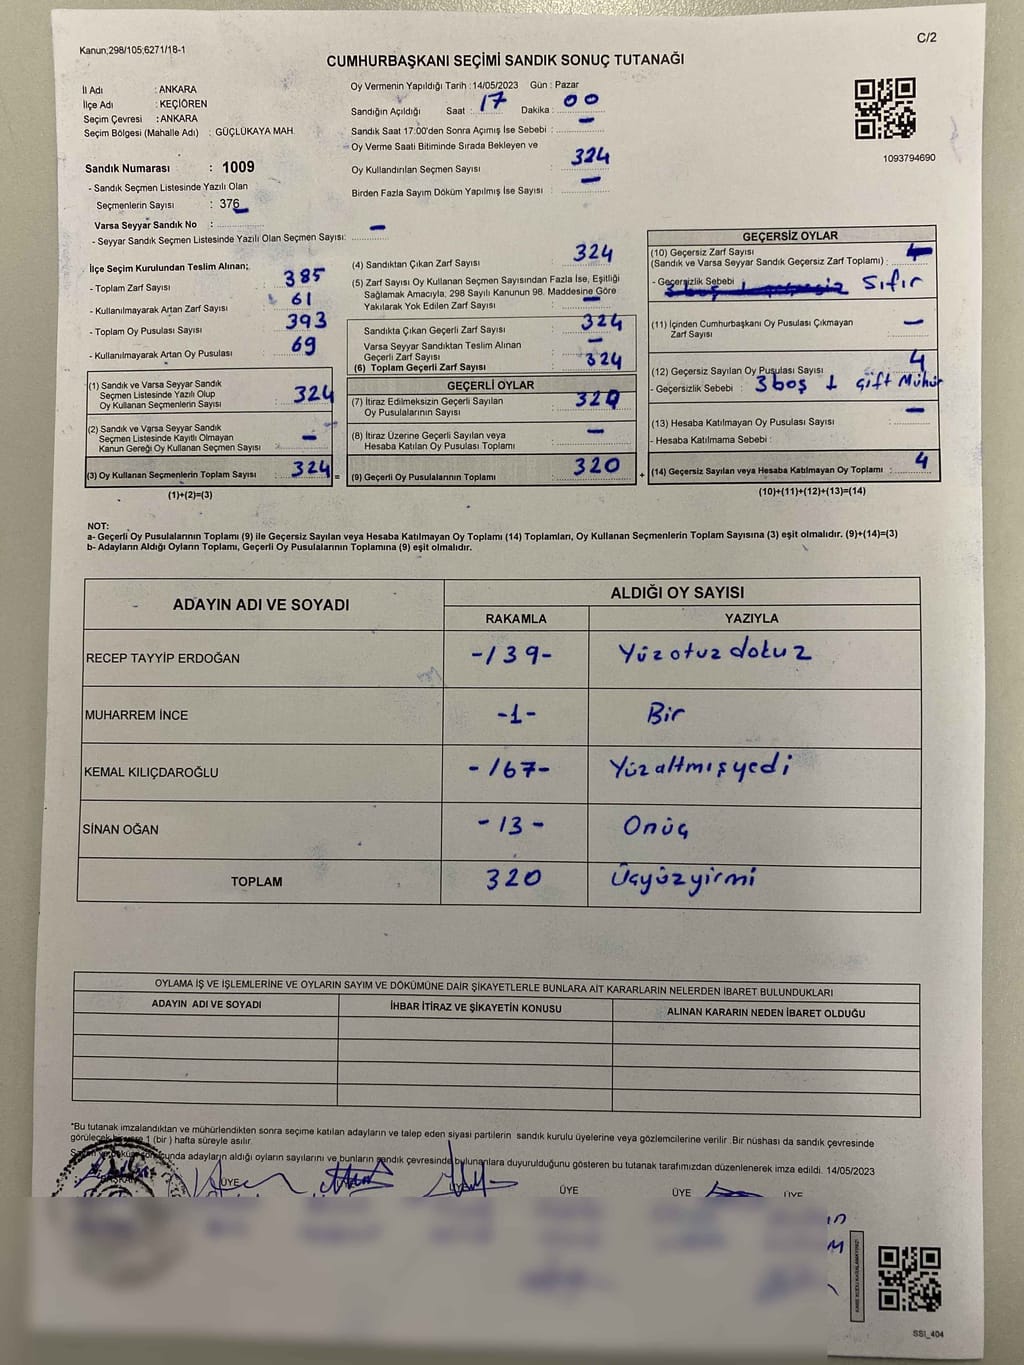 Kanun;298/105;6271/18-1
C/2
CUMHURBAŞKANI SEÇİMİ SANDIK SONUÇ TUTANAĞI
İl Adı : ANKARA
İlçe Adı : KEÇİÖREN
Seçim Çevresi : ANKARA
Seçim Bölgesi (Mahalle Adı) : GÜÇLÜKAYA MAH.
Sandık Numarası : 1009
- Sandık Seçmen Listesinde Yazılı Olan
Seçmenlerin Sayısı : 376
Varsa Seyyar Sandık No :
- Seyyar Sandık Seçmen Listesinde Yazılı Olan Seçmen Sayısı: -
Oy Vermenin Yapıldığı Tarih : 14/05/2023 Gün : Pazar
Sandığın Açıldığı Saat : 17 Dakika : 00
Sandık Saat 17:00'den Sonra Açımış İse Sebebi : -
Oy Verme Saati Bitiminde Sırada Bekleyen ve
Oy Kullandırılan Seçmen Sayısı 324
Birden Fazla Sayım Döküm Yapılmış İse Sayısı : -
1093794690
İlçe Seçim Kurulundan Teslim Alınan;
- Toplam Zarf Sayısı : 385
- Kullanılmayarak Artan Zarf Sayısı : 61
- Toplam Oy Pusulası Sayısı : 393
- Kullanılmayarak Artan Oy Pusulası : 69
(1) Sandık ve Varsa Seyyar Sandık
Seçmen Listesinde Yazılı Olup
Oy Kullanan Seçmenlerin Sayısı : 324
(2) Sandık ve Varsa Seyyar Sandık
Seçmen Listesinde Kayıtlı Olmayan
Kanun Gereği Oy Kullanan Seçmen Sayısı : -
(3) Oy Kullanan Seçmenlerin Toplam Sayısı : 324 =
(1)+(2)=(3)
(4) Sandıktan Çıkan Zarf Sayısı : 324
(5) Zarf Sayısı Oy Kullanan Seçmen Sayısından Fazla İse, Eşitliği
Sağlamak Amacıyla, 298 Sayılı Kanunun 98. Maddesine Göre
Yakılarak Yok Edilen Zarf Sayısı : -
Sandıkta Çıkan Geçerli Zarf Sayısı : 324
Varsa Seyyar Sandıktan Teslim Alınan
Geçerli Zarf Sayısı : -
(6) Toplam Geçerli Zarf Sayısı : 324
GEÇERLİ OYLAR
(7) İtiraz Edilmeksizin Geçerli Sayılan
Oy Pusulalarının Sayısı : 320
(8) İtiraz Üzerine Geçerli Sayılan veya
Hesaba Katılan Oy Pusulası Toplamı : -
(9) Geçerli Oy Pusulalarının Toplamı : 320 +
GEÇERSİZ OYLAR
(10) Geçersiz Zarf Sayısı
(Sandık ve Varsa Seyyar Sandık Geçersiz Zarf Toplamı) :
- Geçersizlik Sebebi Sıfır
(11) İçinden Cumhurbaşkanı Oy Pusulası Çıkmayan
Zarf Sayısı : -
(12) Geçersiz Sayılan Oy Pusulası Sayısı : 4
- Geçersizlik Sebebi : 3 boş 1 Çift Mühür
(13) Hesaba Katılmayan Oy Pusulası Sayısı : -
- Hesaba Katılmama Sebebi :
(14) Geçersiz Sayılan veya Hesaba Katılmayan Oy Toplamı : 4
(10)+(11)+(12)+(13)=(14)
NOT:
a- Geçerli Oy Pusulalarının Toplamı (9) ile Geçersiz Sayılan veya Hesaba Katılmayan Oy Toplamı (14) Toplamları, Oy Kullanan Seçmenlerin Toplam Sayısına (3) eşit olmalıdır. (9)+(14)=(3)
b- Adayların Aldığı Oyların Toplamı, Geçerli Oy Pusulalarının Toplamına (9) eşit olmalıdır.
ADAYIN ADI VE SOYADI
ALDIĞI OY SAYISI
RAKAMLA YAZIYLA
RECEP TAYYİP ERDOĞAN -139- Yüzotuzdokuz
MUHARREM İNCE -1- Bir
KEMAL KILIÇDAROĞLU -167- Yüzaltmışyedi
SİNAN OĞAN -13- Onüç
TOPLAM 320 Üçyüzyirmi
OYLAMA İŞ VE İŞLEMLERİNE VE OYLARIN SAYIM VE DÖKÜMÜNE DAİR ŞİKAYETLERLE BUNLARA AİT KARARLARIN NELERDEN İBARET BULUNDUKLARI
ADAYIN ADI VE SOYADI İHBAR İTİRAZ VE ŞİKAYETİN KONUSU ALINAN KARARIN NEDEN İBARET OLDUĞU
*Bu tutanak imzalandıktan ve mühürlendikten sonra seçime katılan adayların ve talep eden siyasi partilerin sandık kurulu üyelerine veya gözlemcilerine verilir. Bir nüshası da sandık çevresinde
görülecek bir yere 1 (bir ) hafta süreyle asılır.
sonucunda adayların aldığı oyların sayılarını ve bunların sandık çevresinde bulunanlara duyurulduğunu gösteren bu tutanak tarafımızdan düzenlenerek imza edildi. 14/05/2023
BAŞKAN ÜYE ÜYE ÜYE ÜYE
SSI_404